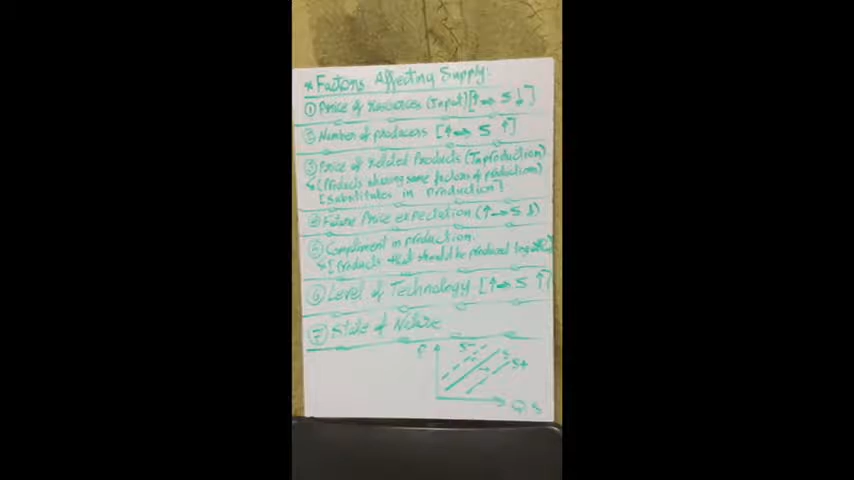 * Factors Affecting Supply.
① Price of Resources (Input) [↑ → S ↓]
② Number of producers [↑ → S ↑]
③ Price of Related Products (In production)
[Products sharing same factors of production)
[Substitutes in production]
④ Future Price expectation (↑ → S ↓)
⑤ Compliment in production.
[Products that should be produced together]
⑥ Level of Technology [↑ → S ↑]
⑦ State of Nature
P S- S S+
Q S